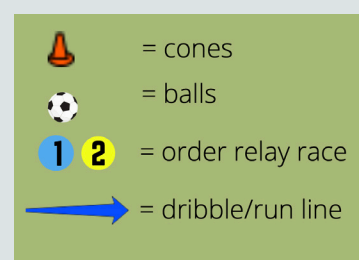 = cones
= balls
1 2 = order relay race
= dribble/run line